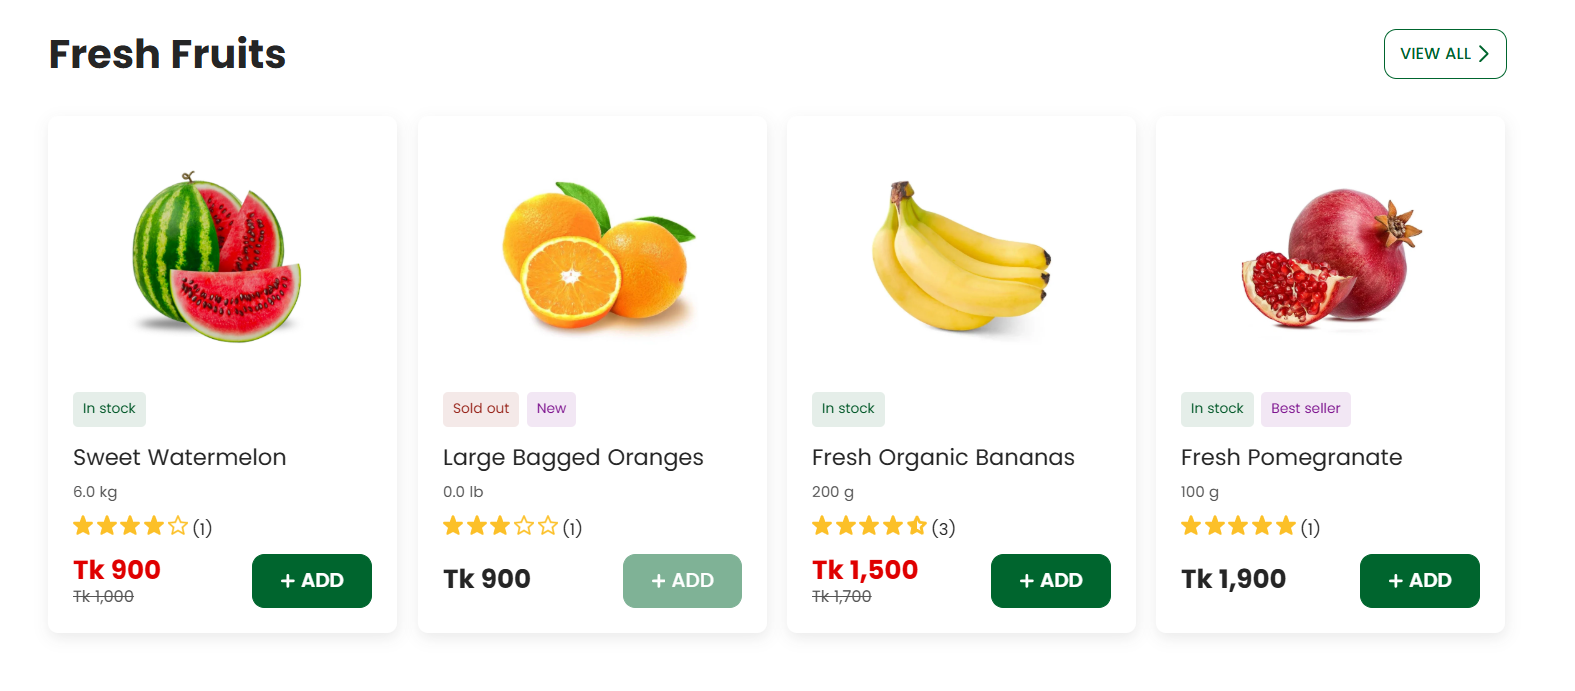 Fresh Fruits
VIEW ALL
In stock
Sweet Watermelon
6.0 kg
(1)
Tk 900
Tk 1,000
+ ADD
Sold out New
Large Bagged Oranges
0.0 lb
(1)
Tk 900
+ ADD
In stock
Fresh Organic Bananas
200 g
(3)
Tk 1,500
Tk 1,700
+ ADD
In stock Best seller
Fresh Pomegranate
100 g
(1)
Tk 1,900
+ ADD